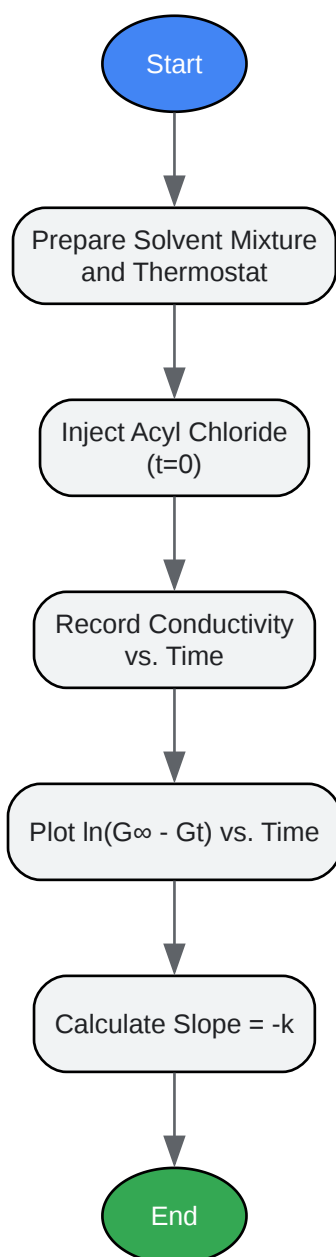 Start
Prepare Solvent Mixture
and Thermostat
Inject Acyl Chloride
(t=0)
Record Conductivity
vs. Time
Plot ln(G∞ - Gt) vs. Time
Calculate Slope = -k
End